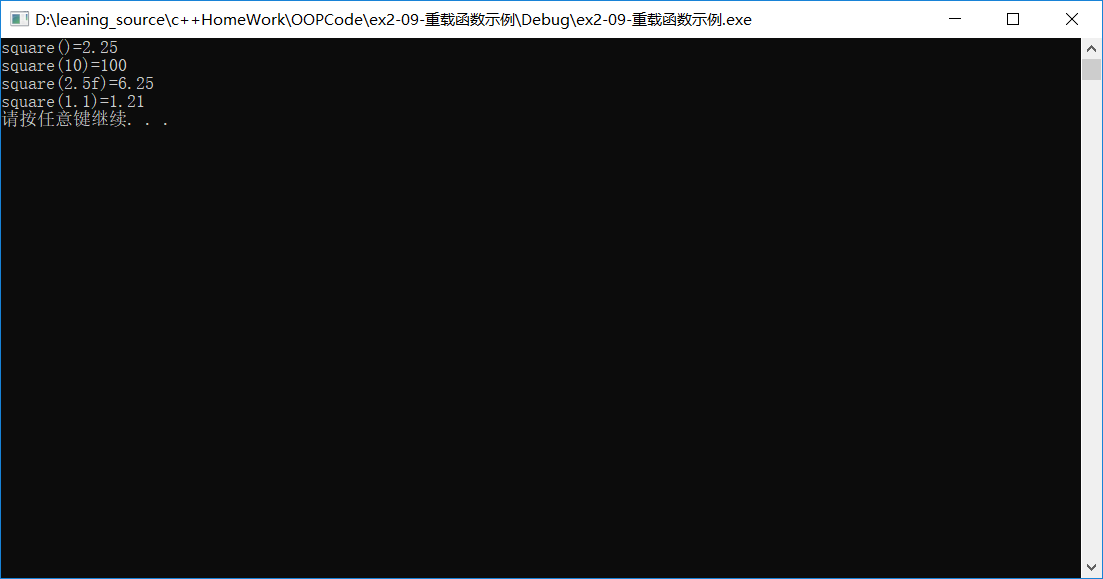 D:\leaning_source\c++HomeWork\OOPCode\ex2-09-重载函数示例\Debug\ex2-09-重载函数示例.exe
square()=2.25
square(10)=100
square(2.5f)=6.25
square(1.1)=1.21
请按任意键继续. . .